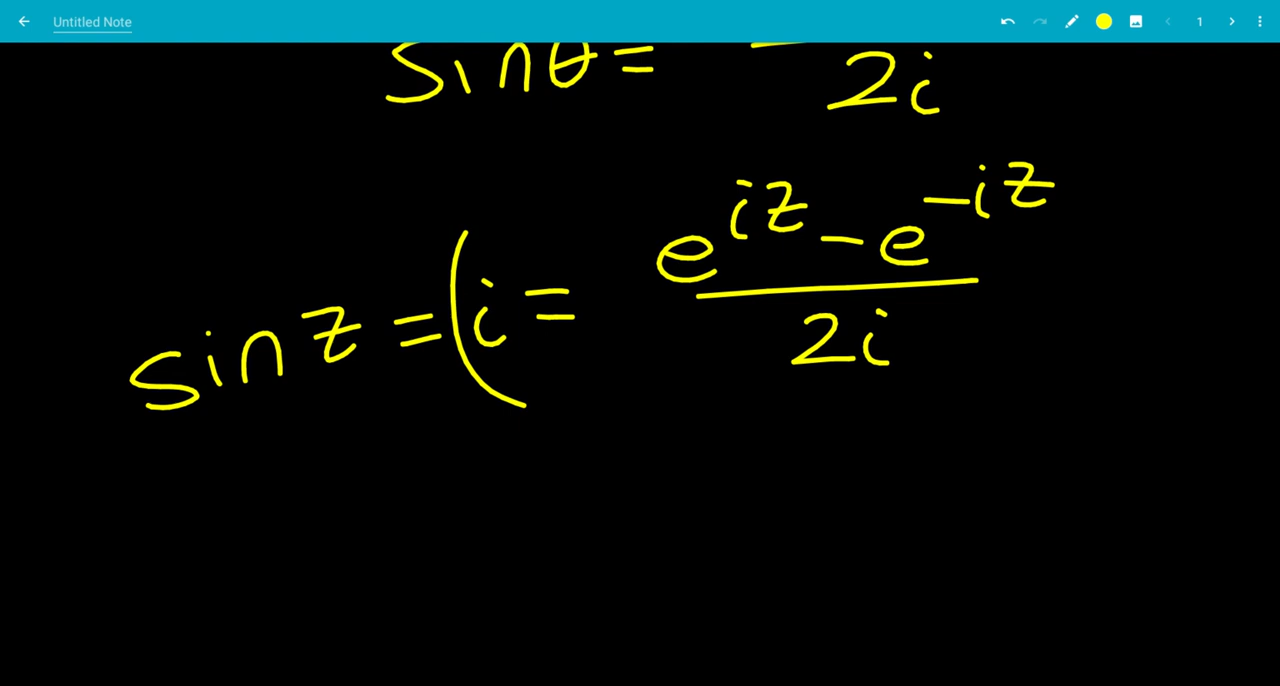 Untitled Note
1
sinθ = 2i
sin z = (i = (e^{iz} - e^{-iz})/2i